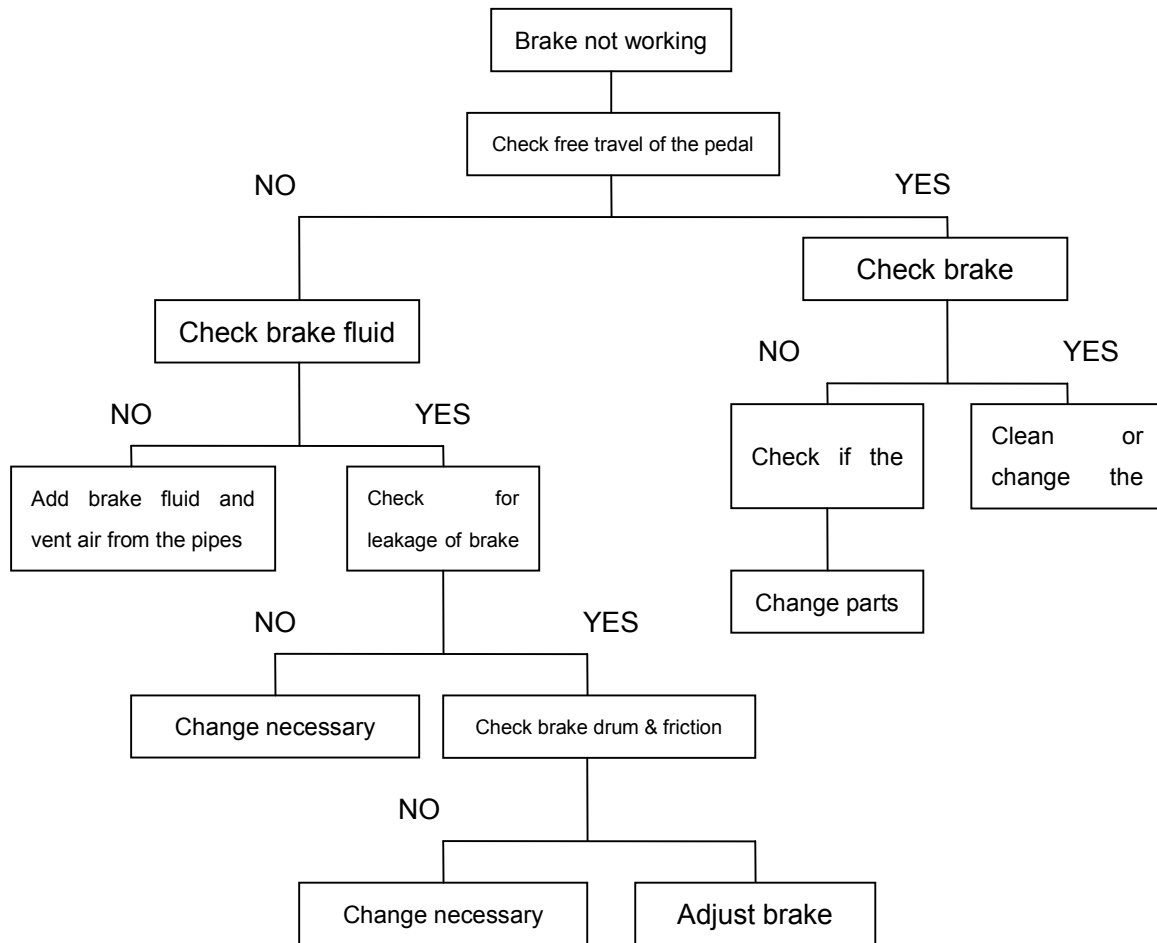 Brake not working
Check free travel of the pedal
NO
YES
Check brake
Check brake fluid
NO
YES
NO
YES
Check if the
Clean or
change the
Add brake fluid and
vent air from the pipes
Check for
leakage of brake
Change parts
NO
YES
Change necessary
Check brake drum & friction
NO
Change necessary
Adjust brake